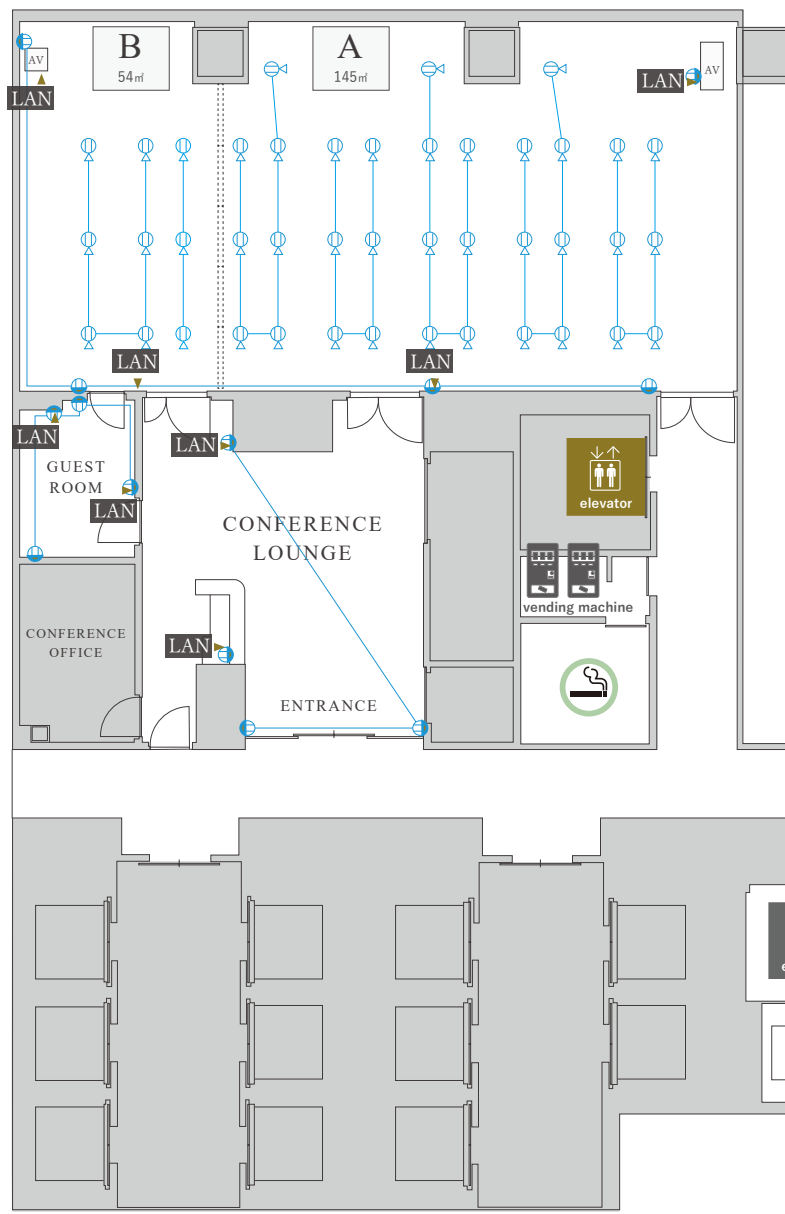 B
54㎡
A
145㎡
AV
AV
LAN
LAN
LAN
LAN
LAN
LAN
GUEST
ROOM
LAN
elevator
CONFERENCE
LOUNGE
vending machine
CONFERENCE
OFFICE
LAN
ENTRANCE
e